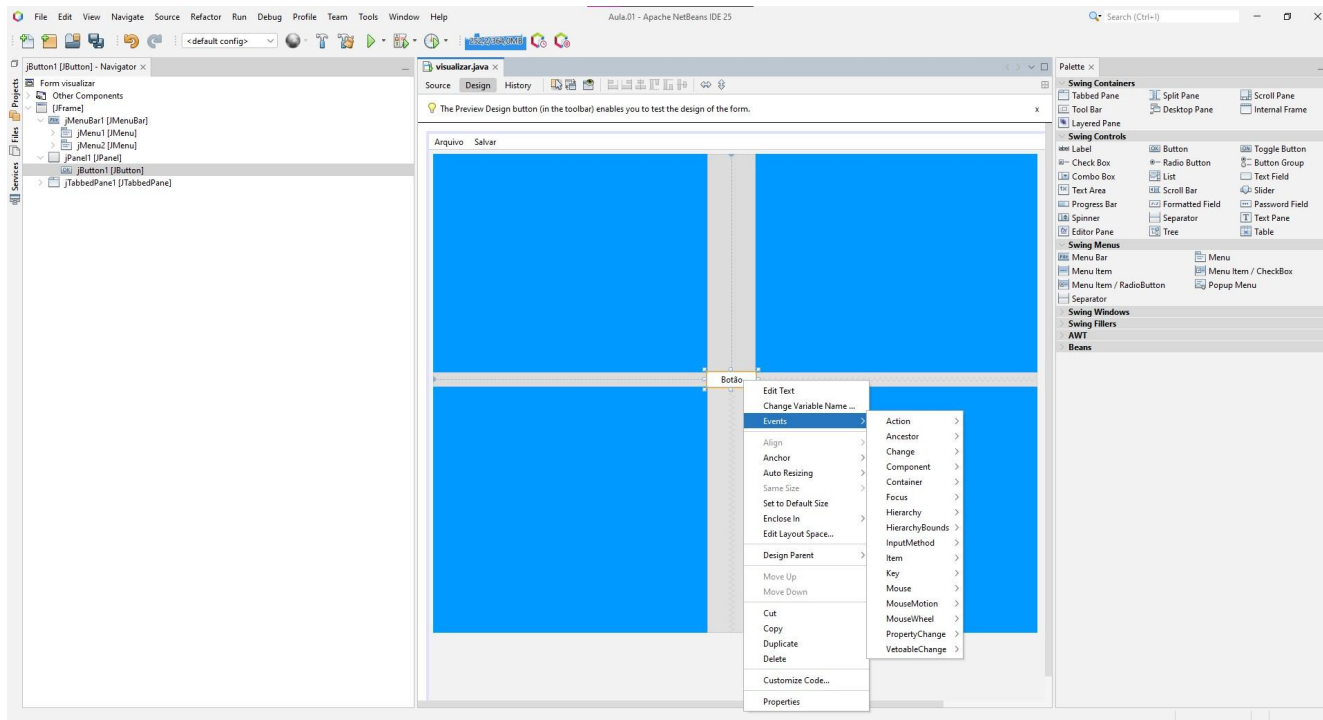 File Edit View Navigate Source Refactor Run Debug Profile Team Tools Window Help
Aula.01 - Apache NetBeans IDE 25
Search (Ctrl+I)
<default config>
jButton1 [JButton] - Navigator
Form visualizar
Other Components
[JFrame]
jMenuBar1 [JMenuBar]
jMenu1 [JMenu]
jMenu2 [JMenu]
jPanel1 [JPanel]
jButton1 [JButton]
jTabbedPane1 [JTabbedPane]
Projects
Files
Services
visualizar.java
Source Design History
The Preview Design button (in the toolbar) enables you to test the design of the form.
x
Arquivo Salvar
Botão
Edit Text
Change Variable Name ...
Events
Align
Anchor
Auto Resizing
Same Size
Set to Default Size
Enclose In
Edit Layout Space...
Design Parent
Move Up
Move Down
Cut
Copy
Duplicate
Delete
Customize Code...
Properties
Action
Ancestor
Change
Component
Container
Focus
Hierarchy
HierarchyBounds
InputMethod
Item
Key
Mouse
MouseMotion
MouseWheel
PropertyChange
VetoableChange
Palette
Swing Containers
Tabbed Pane Split Pane Scroll Pane
Tool Bar Desktop Pane Internal Frame
Layered Pane
Swing Controls
Label Button Toggle Button
Check Box Radio Button Button Group
Combo Box List Text Field
Text Area Scroll Bar Slider
Progress Bar Formatted Field Password Field
Spinner Separator Text Pane
Editor Pane Tree Table
Swing Menus
Menu Bar Menu
Menu Item Menu Item / CheckBox
Menu Item / RadioButton Popup Menu
Separator
Swing Windows
Swing Fillers
AWT
Beans